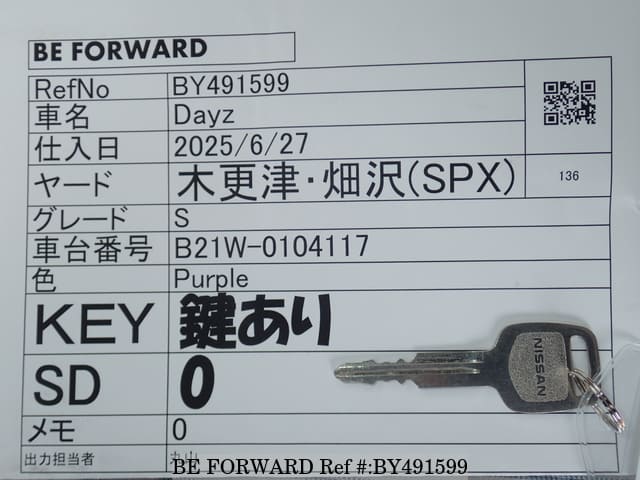 BE FORWARD
RefNo BY491599
車名 Dayz
仕入日 2025/6/27
ヤード 木更津・畑沢(SPX) 136
グレード S
車台番号 B21W-0104117
色 Purple
KEY 鍵あり
NISSAN
SD 0
メモ 0
出力担当者 丸山
BE FORWARD Ref #:BY491599